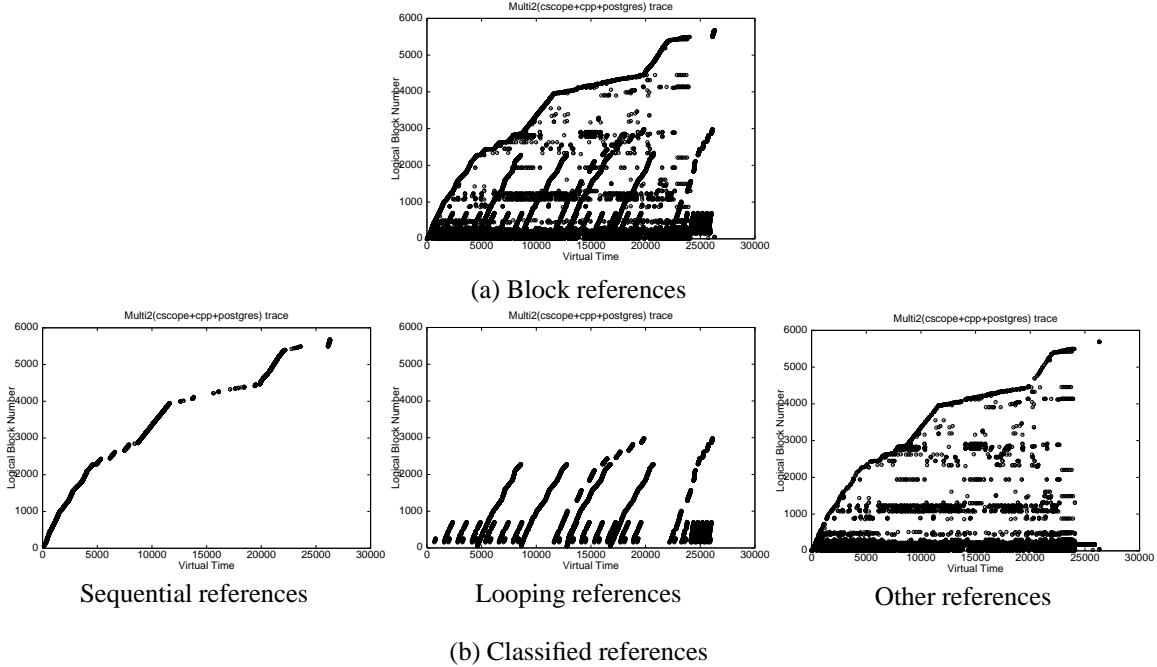 Multi2(cscope+cpp+postgres) trace
6000
5000
4000
3000
2000
1000
0
Logical Block Number
0 5000 10000 15000 20000 25000 30000
Virtual Time
(a) Block references
Multi2(cscope+cpp+postgres) trace
6000
5000
4000
3000
2000
1000
0
Logical Block Number
0 5000 10000 15000 20000 25000 30000
Virtual Time
Sequential references
Multi2(cscope+cpp+postgres) trace
6000
5000
4000
3000
2000
1000
0
Logical Block Number
0 5000 10000 15000 20000 25000 30000
Virtual Time
Looping references
Multi2(cscope+cpp+postgres) trace
6000
5000
4000
3000
2000
1000
0
Logical Block Number
0 5000 10000 15000 20000 25000 30000
Virtual Time
Other references
(b) Classified references